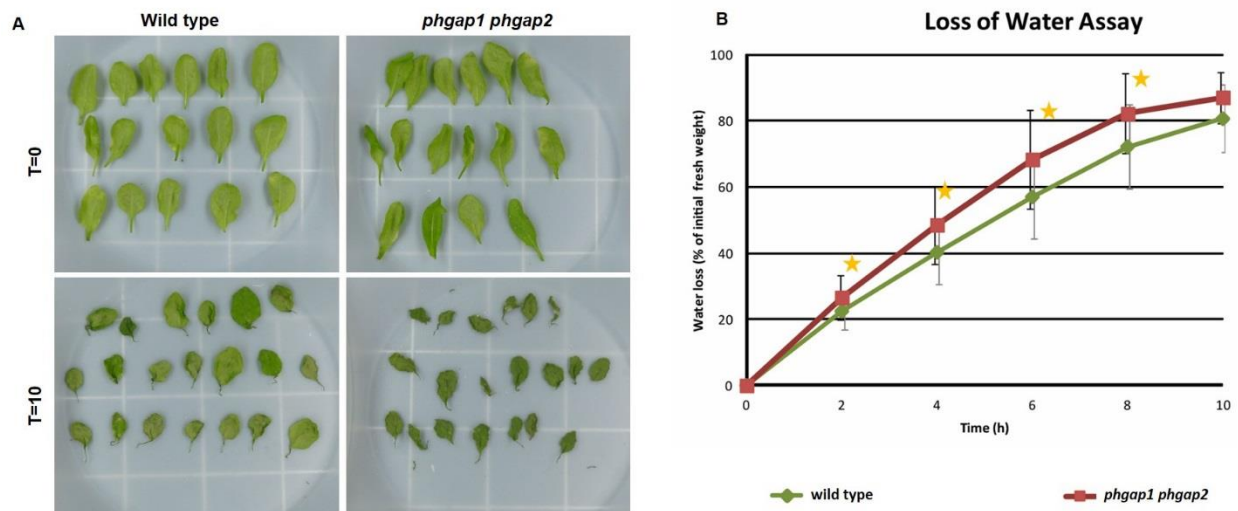 A
Wild type
phgap1 phgap2
T=0
T=10
B
Loss of Water Assay
Water loss (% of initial fresh weight)
100
80
60
40
20
0
0 2 4 6 8 10
Time (h)
wild type
phgap1 phgap2